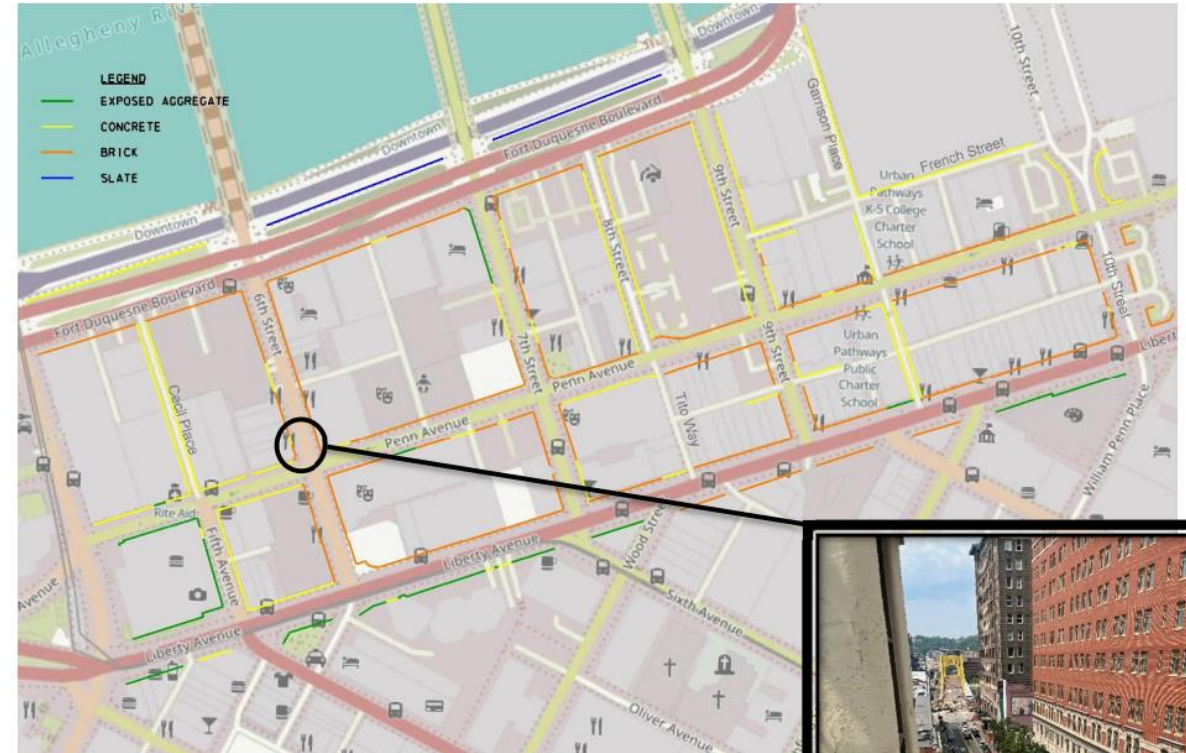 Allegheny River
LEGEND
EXPOSED AGGREGATE
CONCRETE
BRICK
SLATE
Downtown
Downtown
Downtown
Downtown
Fort Duquesne Boulevard
Fort Duquesne Boulevard
10th Street
Garrison Place
French Street
9th Street
8th Street
Urban
Pathways
K-5 College
Charter
School
6th Street
7th Street
9th Street
10th Street
Cecil Place
Penn Avenue
Penn Avenue
Tito Way
Urban
Pathways
Public
Charter
School
Rite Aid
Fifth Avenue
Liberty Avenue
Liberty Avenue
Libert
Wood Street
Sixth Avenue
William Penn Place
Avenue
Oliver Avenue